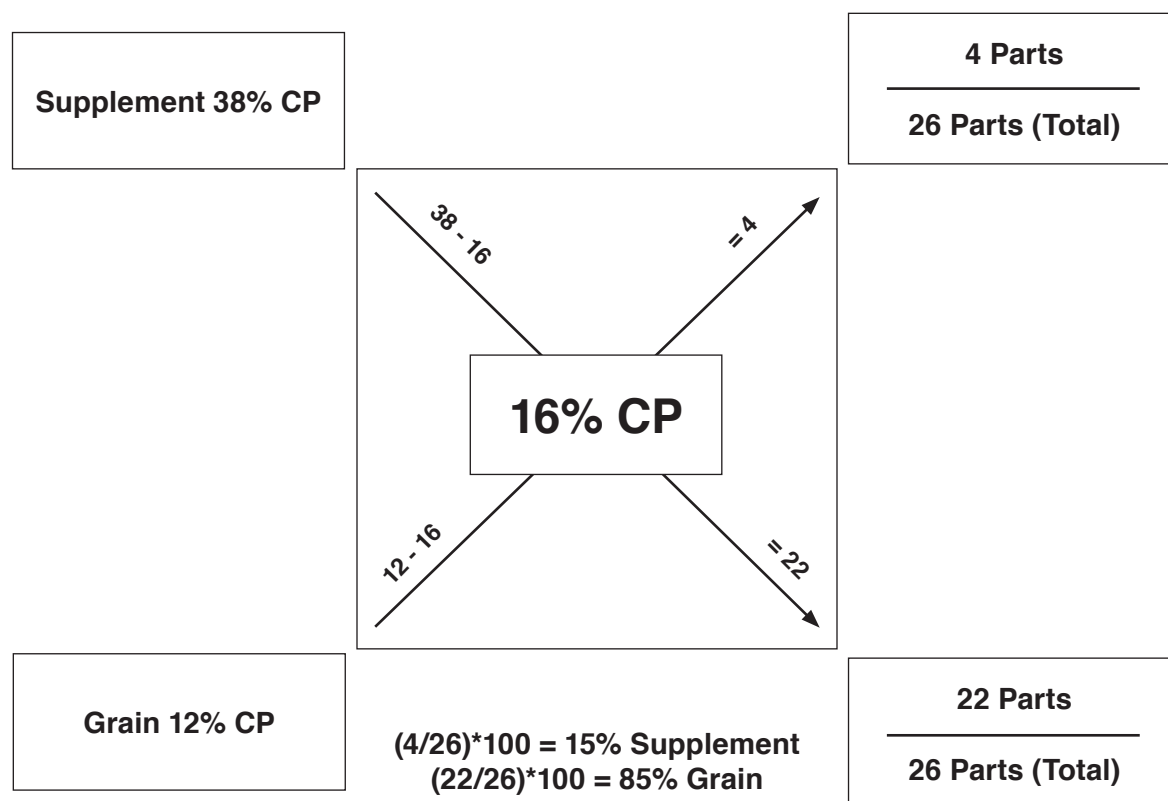 4 Parts
Supplement 38% CP
26 Parts (Total)
38 - 16
= 4
16% CP
12 - 16
= 22
Grain 12% CP
22 Parts
(4/26)*100 = 15% Supplement
(22/26)*100 = 85% Grain
26 Parts (Total)